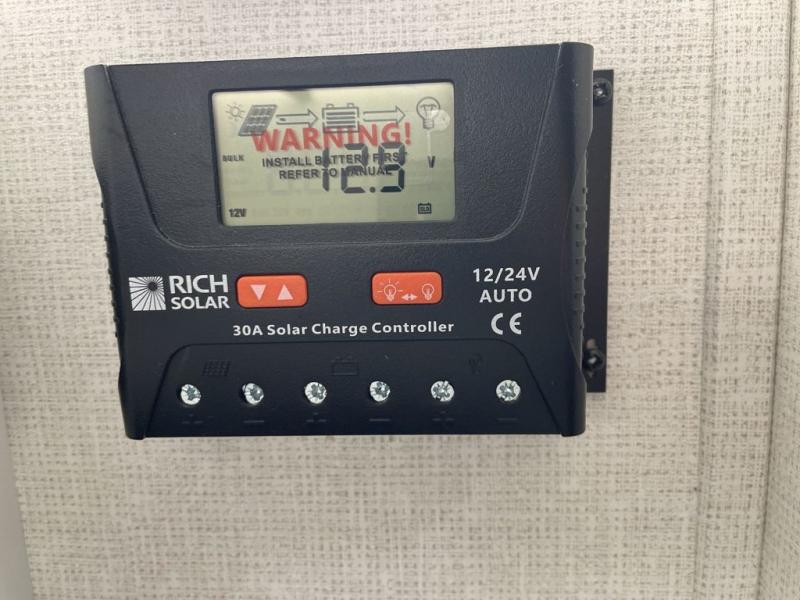 WARNING!
BULK
INSTALL BATTERY FIRST
REFER TO MANUAL
12.9 V
12V
SLD
RICH
SOLAR
12/24V
AUTO
30A Solar Charge Controller
CE
+ − + − + −